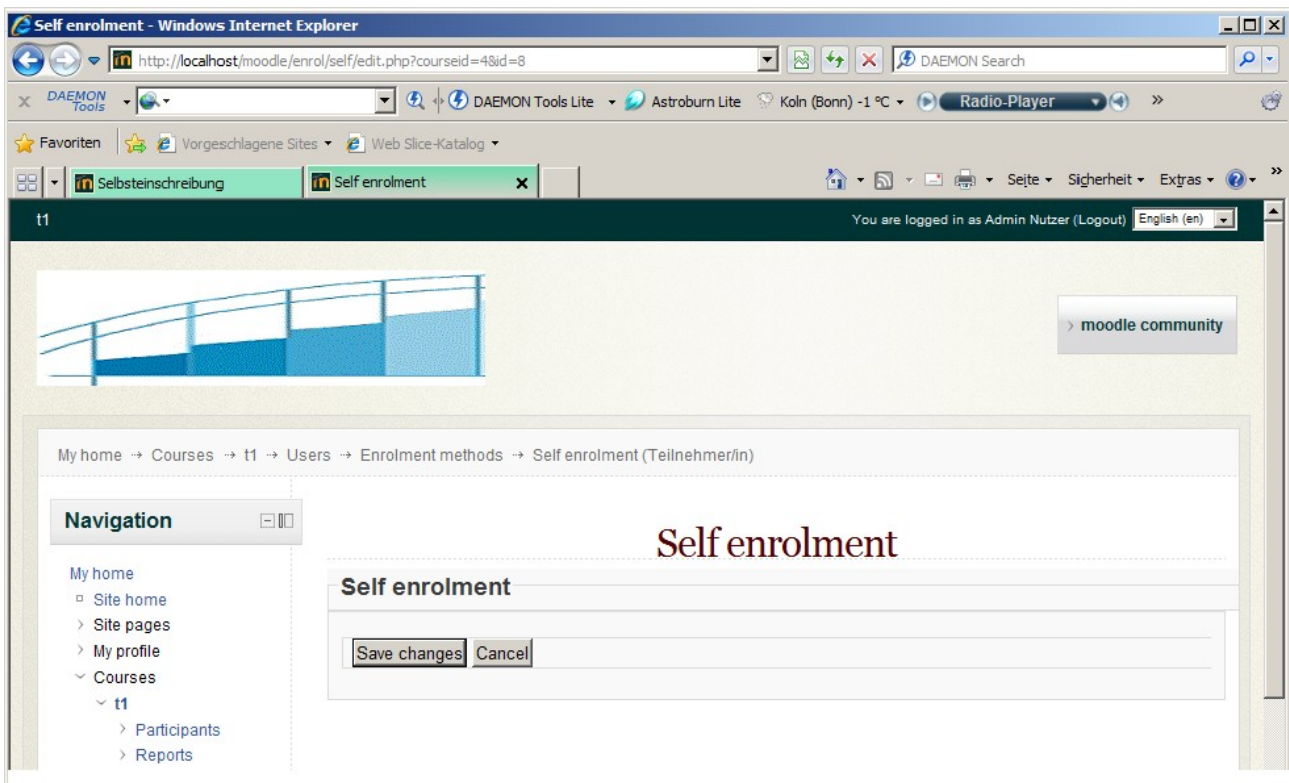 Self enrolment - Windows Internet Explorer
http://localhost/moodle/enrol/self/edit.php?courseid=4&id=8
DAEMON Search
DAEMON Tools
DAEMON Tools Lite
Astroburn Lite
Koln (Bonn) -1 °C
Radio-Player
»
Favoriten
Vorgeschlagene Sites
Web Slice-Katalog
Selbsteinschreibung
Self enrolment
Seite
Sicherheit
Extras
»
t1
You are logged in as Admin Nutzer (Logout)
English (en)
moodle community
My home → Courses → t1 → Users → Enrolment methods → Self enrolment (Teilnehmer/in)
Navigation
Self enrolment
My home
Self enrolment
Site home
Site pages
My profile
Save changes
Cancel
Courses
t1
Participants
Reports